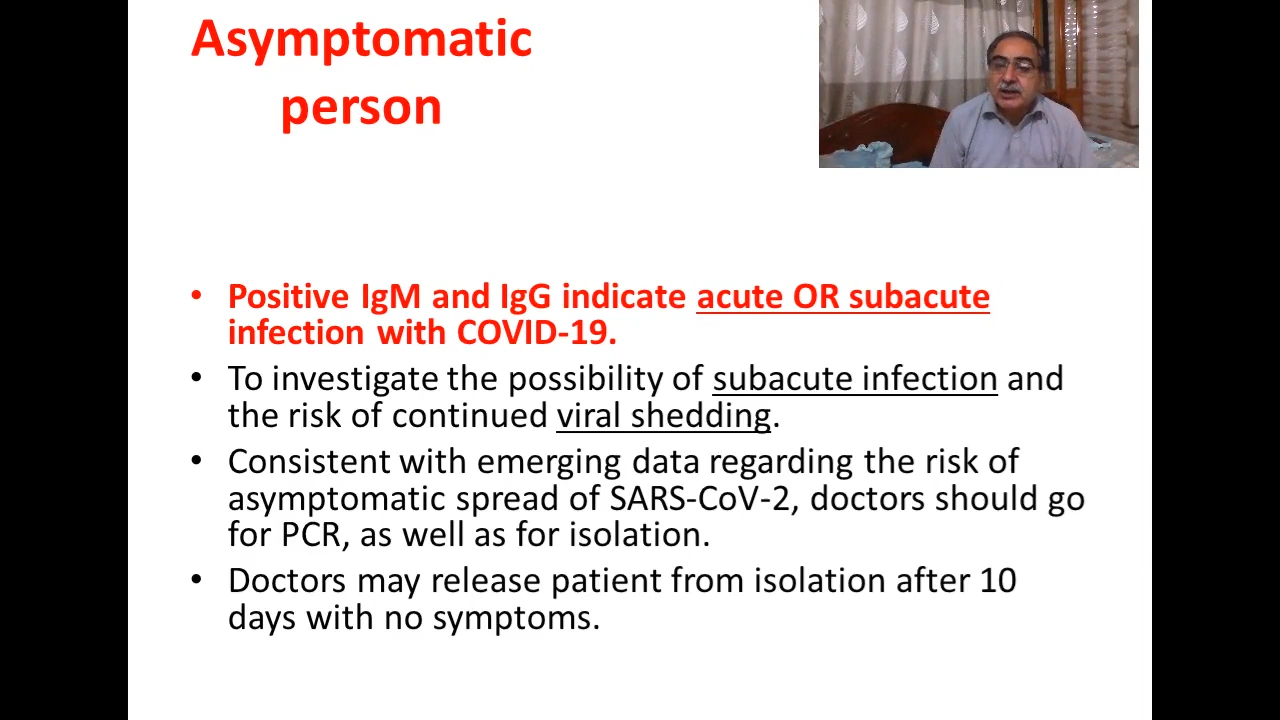 Asymptomatic
person
• Positive IgM and IgG indicate acute OR subacute
infection with COVID-19.
• To investigate the possibility of subacute infection and
the risk of continued viral shedding.
• Consistent with emerging data regarding the risk of
asymptomatic spread of SARS-CoV-2, doctors should go
for PCR, as well as for isolation.
• Doctors may release patient from isolation after 10
days with no symptoms.